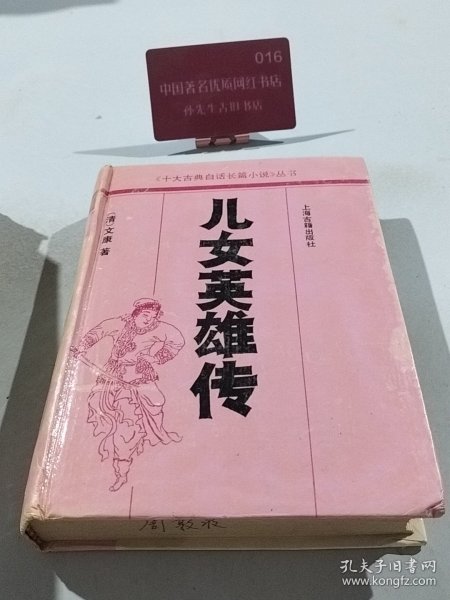 016
中国著名优质网红书店
孙先生古旧书店
《十大古典白话长篇小说》丛书
上海古籍出版社
儿女英雄传
〔清〕文康 著
孔夫子旧书网
www.kongfz.com